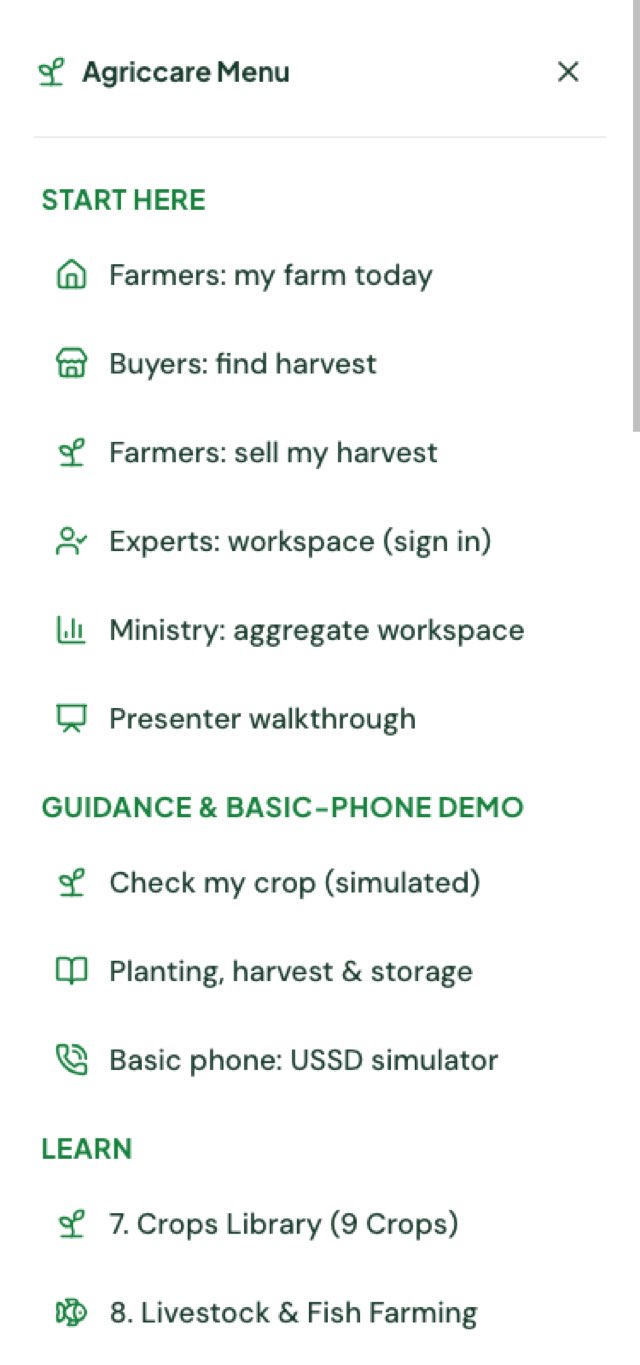 Agriccare Menu
START HERE
Farmers: my farm today
Buyers: find harvest
Farmers: sell my harvest
Experts: workspace (sign in)
Ministry: aggregate workspace
Presenter walkthrough
GUIDANCE & BASIC-PHONE DEMO
Check my crop (simulated)
Planting, harvest & storage
Basic phone: USSD simulator
LEARN
7. Crops Library (9 Crops)
8. Livestock & Fish Farming